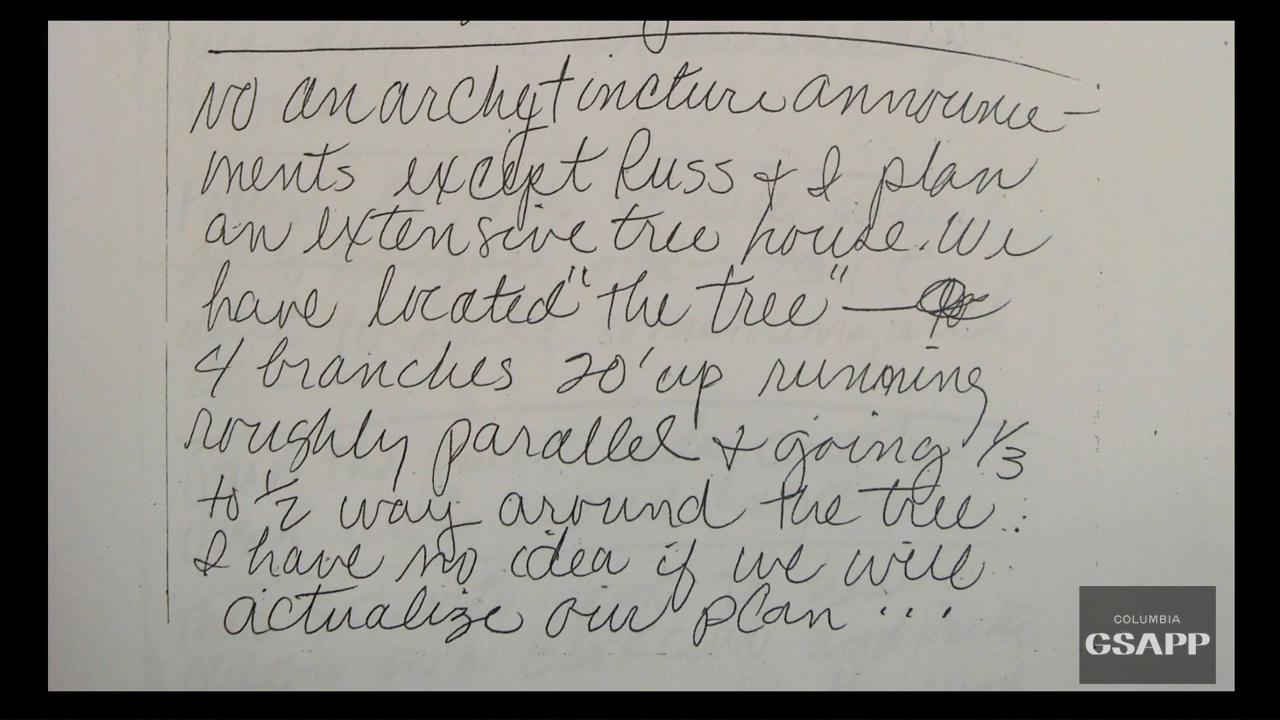 No anarchytincture announce-
ments except Russ & I plan
an extensive tree house. We
have located "the tree" —
4 branches 20' up running
roughly parallel & going 1/3
to 1/2 way around the tree..
I have no idea if we will
actualize our plan ...
COLUMBIA
GSAPP